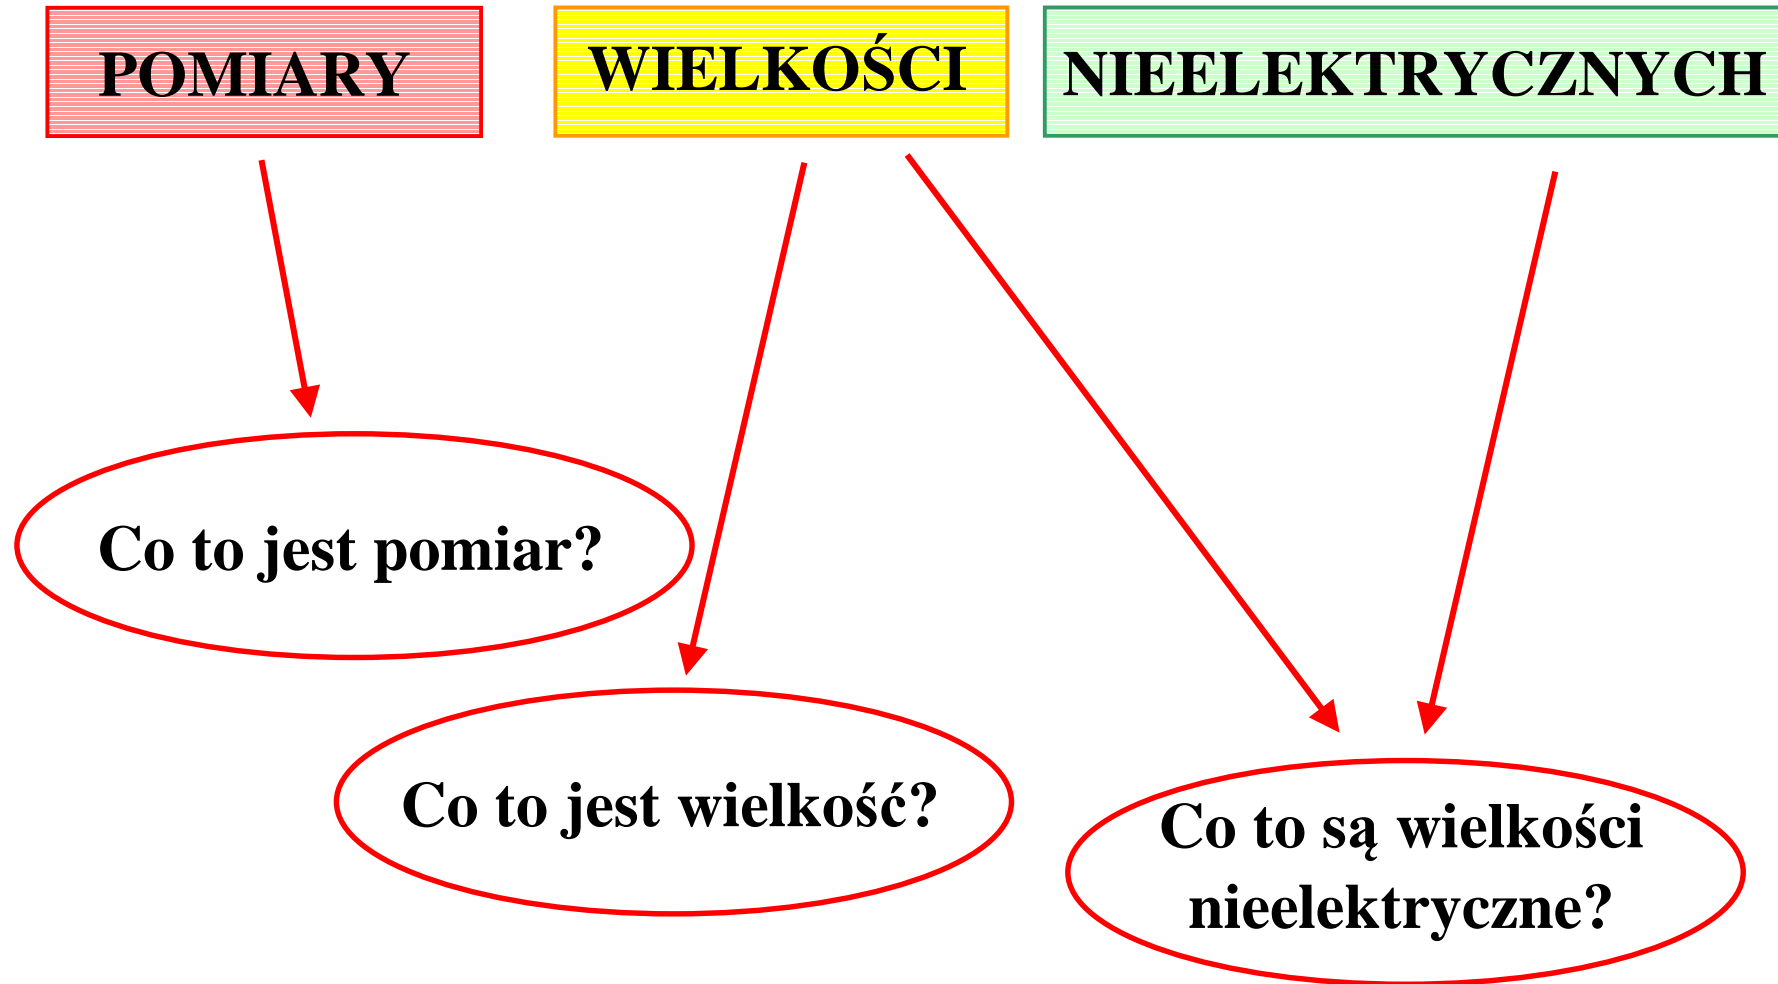 POMIARY WIELKOŚCI NIEELEKTRYCZNYCH
Co to jest pomiar?
Co to jest wielkość?
Co to są wielkości
nieelektryczne?